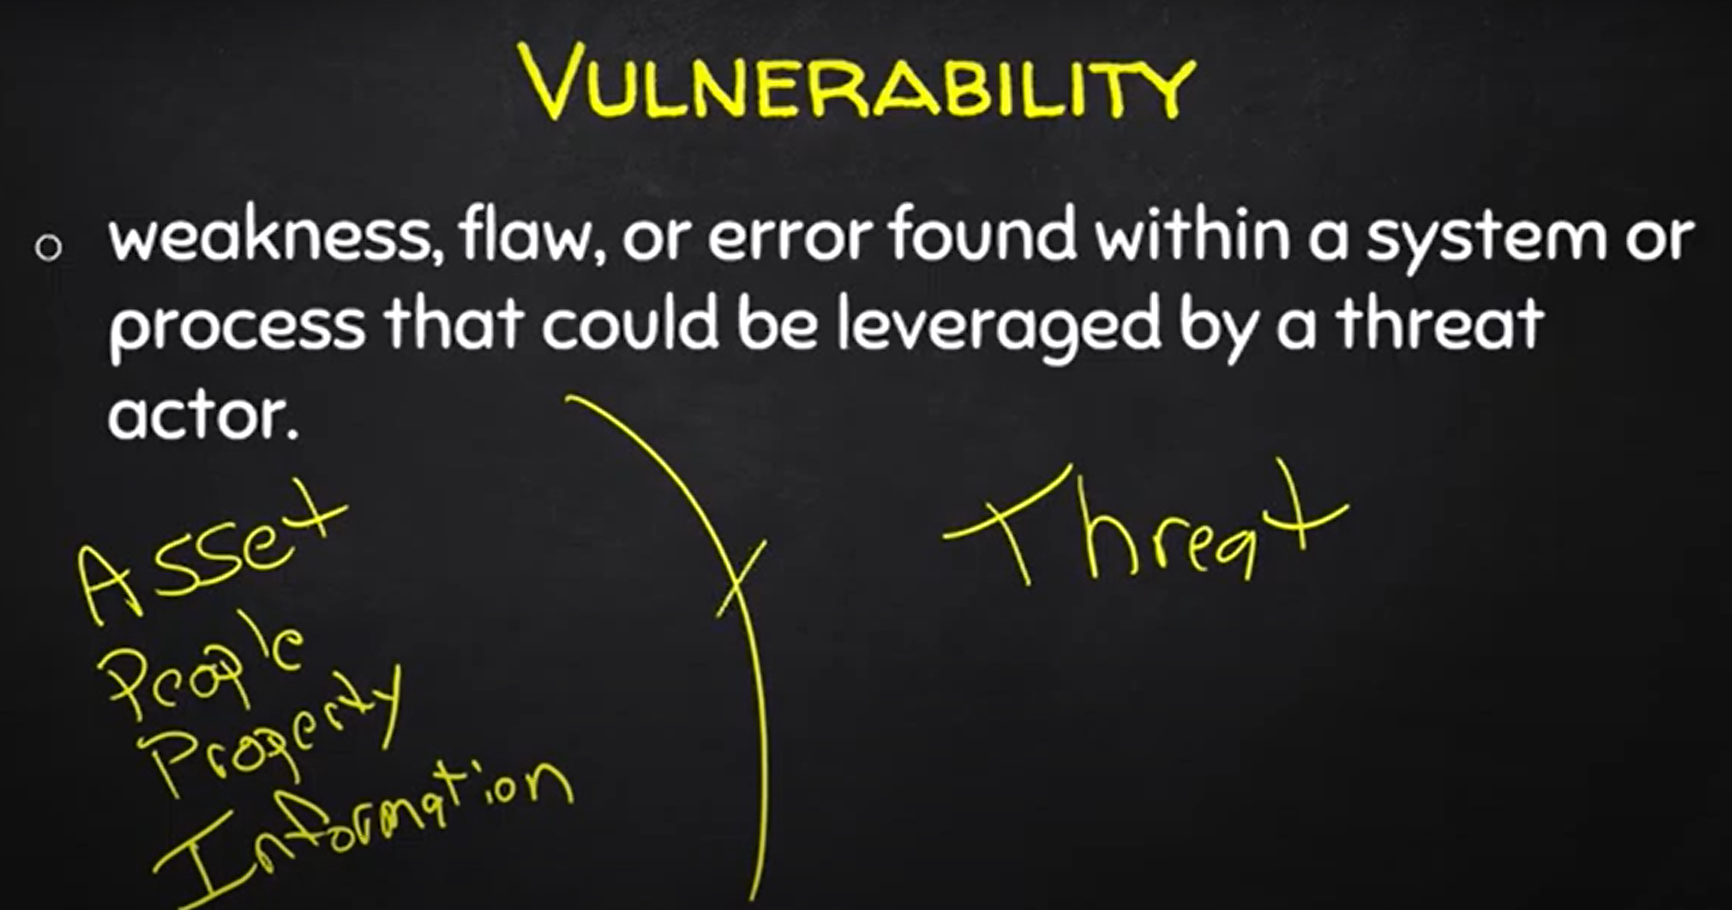 VULNERABILITY
○ weakness, flaw, or error found within a system or
process that could be leveraged by a threat
actor.
Asset
Threat
People
Property
Information